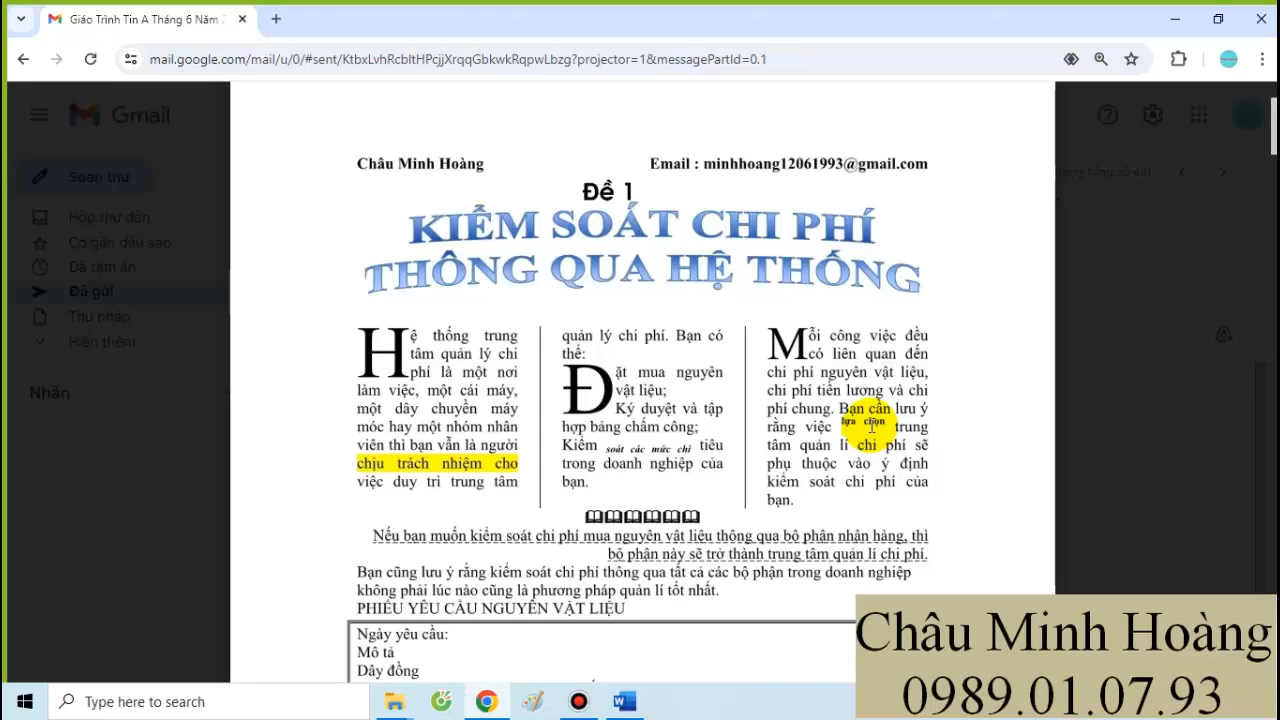 Giáo Trình Tin A Tháng 6 Năm
mail.google.com/mail/u/0/#sent/KtbxLvhRcbltHPcjjXrqqGbkwkRqpwLbzg?projector=1&messagePartId=0.1
Gmail
Soạn thư
Hộp thư đến
Có gắn dấu sao
Đã tạm ẩn
Đã gửi
Thư nháp
Hiện thêm
Nhãn
Châu Minh Hoàng
Email : minhhoang12061993@gmail.com
Đề 1
KIỂM SOÁT CHI PHÍ
THÔNG QUA HỆ THỐNG
Hệ thống trung
tâm quản lý chi
phí là một nơi
làm việc, một cái máy,
một dây chuyền máy
móc hay một nhóm nhân
viên thì bạn vẫn là người
chịu trách nhiệm cho
việc duy trì trung tâm
quản lý chi phí. Bạn có
thể:
Đặt mua nguyên
vật liệu;
Ký duyệt và tập
hợp bảng chấm công;
Kiểm soát các mức chi tiêu
trong doanh nghiệp của
bạn.
Mỗi công việc đều
có liên quan đến
chi phí nguyên vật liệu,
chi phí tiền lương và chi
phí chung. Bạn cần lưu ý
rằng việc lựa chọn trung
tâm quản lí chi phí sẽ
phụ thuộc vào ý định
kiểm soát chi phí của
bạn.
Nếu bạn muốn kiểm soát chi phí mua nguyên vật liệu thông qua bộ phân nhận hàng, thì
bộ phận này sẽ trở thành trung tâm quản lí chi phí.
Bạn cũng lưu ý rằng kiểm soát chi phí thông qua tất cả các bộ phận trong doanh nghiệp
không phải lúc nào cũng là phương pháp quản lí tốt nhất.
PHIẾU YÊU CẦU NGUYÊN VẬT LIỆU
Ngày yêu cầu:
Mô tả
Dây đồng
Châu Minh Hoàng
0989.01.07.93
Type here to search